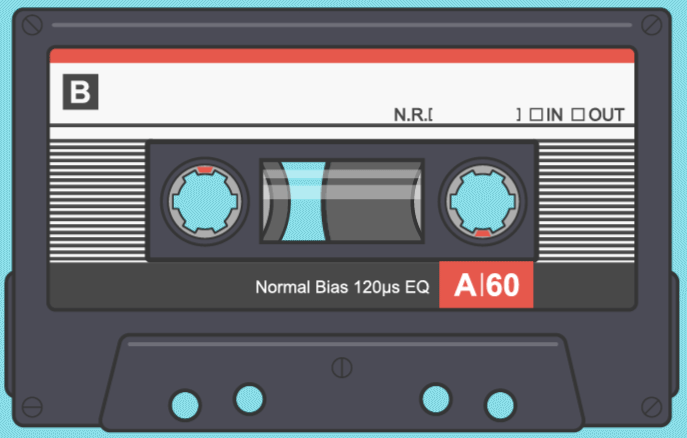 B
N.R.[ ] □IN □OUT
Normal Bias 120µs EQ
A|60